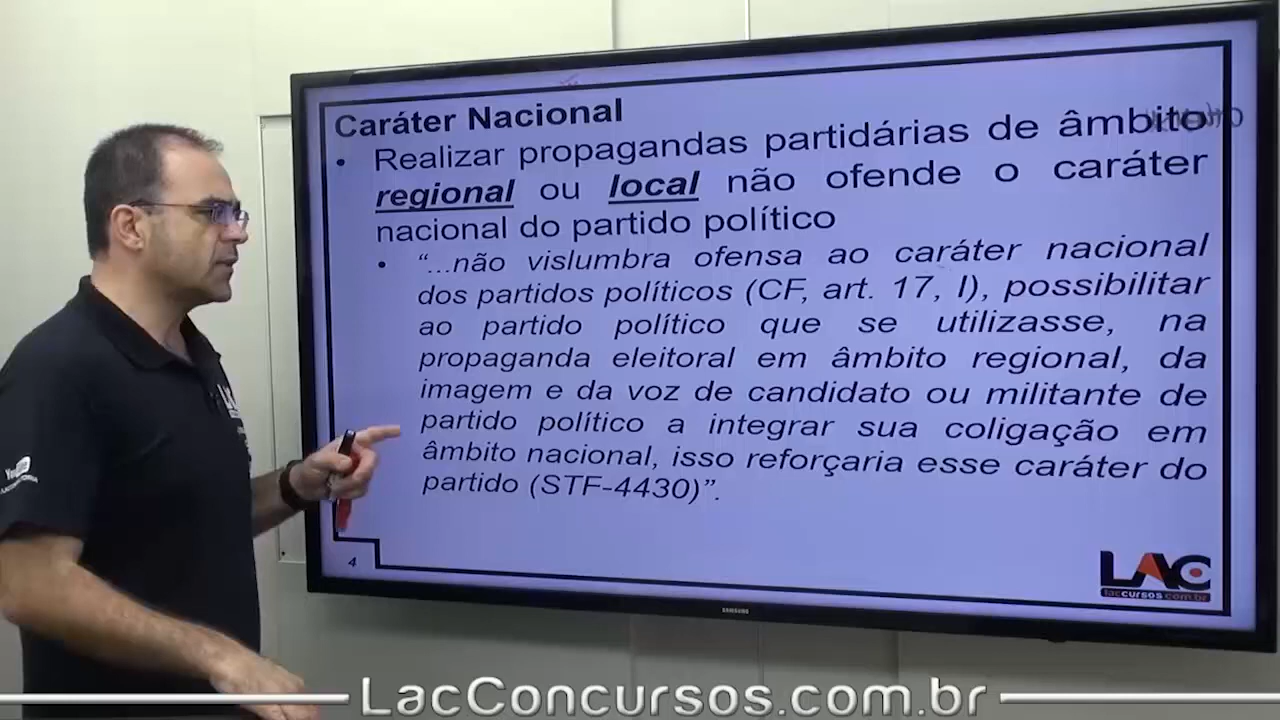 Caráter Nacional
• Realizar propagandas partidárias de âmbito
regional ou local não ofende o caráter
nacional do partido político
• “...não vislumbra ofensa ao caráter nacional
dos partidos políticos (CF, art. 17, I), possibilitar
ao partido político que se utilizasse, na
propaganda eleitoral em âmbito regional, da
imagem e da voz de candidato ou militante de
partido político a integrar sua coligação em
âmbito nacional, isso reforçaria esse caráter do
partido (STF-4430)”.
4
LAC
laccursos.com.br
SAMSUNG
LacConcursos.com.br